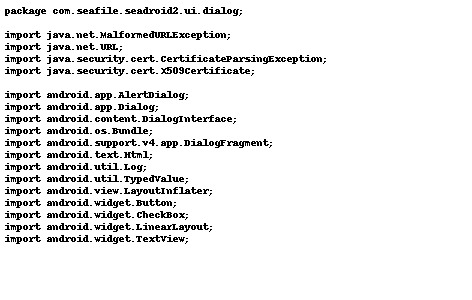 package com.seafile.seadroid2.ui.dialog;

import java.net.MalformedURLException;
import java.net.URL;
import java.security.cert.CertificateParsingException;
import java.security.cert.X509Certificate;

import android.app.AlertDialog;
import android.app.Dialog;
import android.content.DialogInterface;
import android.os.Bundle;
import android.support.v4.app.DialogFragment;
import android.text.Html;
import android.util.Log;
import android.util.TypedValue;
import android.view.LayoutInflater;
import android.widget.Button;
import android.widget.CheckBox;
import android.widget.LinearLayout;
import android.widget.TextView;